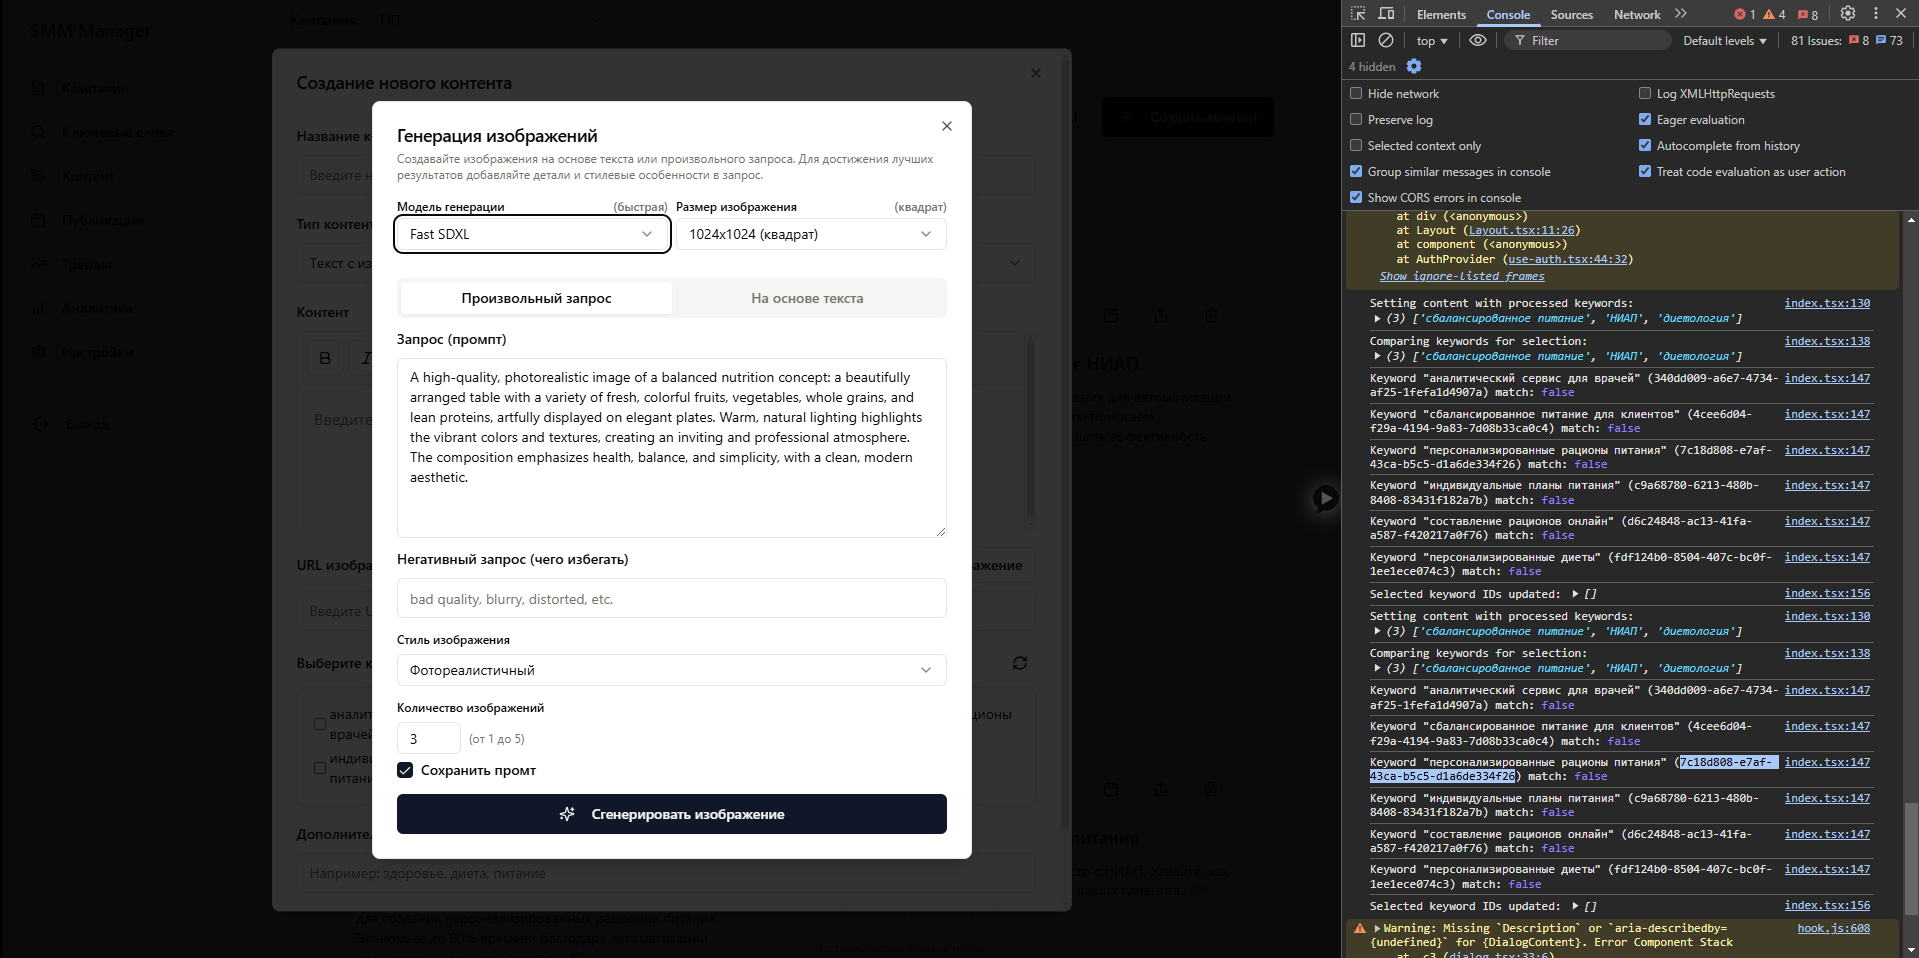 SMM Manager
Кампании
Ключевые слова
Контент
Публикации
Тренды
Аналитика
Настройки
Выход
Кампания: ПП
Создать контент
Создание нового контента
Введите
Тип контент
Контент
B I
Введите
Введите
Например: здоровье, диета, питание
для создания персонализированных рационов питания
Экономьте до 80% времени благодаря автоматизации
Генерация изображений
Создавайте изображения на основе текста или произвольного запроса. Для достижения лучших
результатов добавляйте детали и стилевые особенности в запрос.
Модель генерации (быстрая) Размер изображения (квадрат)
Fast SDXL 1024x1024 (квадрат)
Произвольный запрос На основе текста
Запрос (промпт)
A high-quality, photorealistic image of a balanced nutrition concept: a beautifully
arranged table with a variety of fresh, colorful fruits, vegetables, whole grains, and
lean proteins, artfully displayed on elegant plates. Warm, natural lighting highlights
the vibrant colors and textures, creating an inviting and professional atmosphere.
The composition emphasizes health, balance, and simplicity, with a clean, modern
aesthetic.
Негативный запрос (чего избегать)
bad quality, blurry, distorted, etc.
Стиль изображения
Фотореалистичный
Количество изображений
3 (от 1 до 5)
Сохранить промт
Сгенерировать изображение
Elements Console Sources Network 1 4 8
top Filter Default levels 81 Issues: 8 73
4 hidden
Hide network Log XMLHttpRequests
Preserve log Eager evaluation
Selected context only Autocomplete from history
Group similar messages in console Treat code evaluation as user action
Show CORS errors in console
at div (<anonymous>)
at Layout (Layout.tsx:11:26)
at component (<anonymous>)
at AuthProvider (use-auth.tsx:44:32)
Show ignore-listed frames
Setting content with processed keywords: index.tsx:130
(3) ['сбалансированное питание', 'НИАП', 'диетология']
Comparing keywords for selection: index.tsx:138
(3) ['сбалансированное питание', 'НИАП', 'диетология']
Keyword "аналитический сервис для врачей" (340dd009-a6e7-4734- index.tsx:147
af25-1fefa1d4907a) match: false
Keyword "сбалансированное питание для клиентов" (4cee6d04- index.tsx:147
f29a-4194-9a83-7d08b33ca0c4) match: false
Keyword "персонализированные рационы питания" (7c18d808-e7af- index.tsx:147
43ca-b5c5-d1a6de334f26) match: false
Keyword "индивидуальные планы питания" (c9a68780-6213-480b- index.tsx:147
8408-83431f182a7b) match: false
Keyword "составление рационов онлайн" (d6c24848-ac13-41fa- index.tsx:147
a587-f420217a0f76) match: false
Keyword "персонализированные диеты" (fdf124b0-8504-407c-bc0f- index.tsx:147
1ee1ece074c3) match: false
Selected keyword IDs updated: [] index.tsx:156
Setting content with processed keywords: index.tsx:130
(3) ['сбалансированное питание', 'НИАП', 'диетология']
Comparing keywords for selection: index.tsx:138
(3) ['сбалансированное питание', 'НИАП', 'диетология']
Keyword "аналитический сервис для врачей" (340dd009-a6e7-4734- index.tsx:147
af25-1fefa1d4907a) match: false
Keyword "сбалансированное питание для клиентов" (4cee6d04- index.tsx:147
f29a-4194-9a83-7d08b33ca0c4) match: false
Keyword "персонализированные рационы питания" (7c18d808-e7af- index.tsx:147
43ca-b5c5-d1a6de334f26) match: false
Keyword "индивидуальные планы питания" (c9a68780-6213-480b- index.tsx:147
8408-83431f182a7b) match: false
Keyword "составление рационов онлайн" (d6c24848-ac13-41fa- index.tsx:147
a587-f420217a0f76) match: false
Keyword "персонализированные диеты" (fdf124b0-8504-407c-bc0f- index.tsx:147
1ee1ece074c3) match: false
Selected keyword IDs updated: [] index.tsx:156
Warning: Missing `Description` or `aria-describedby= hook.js:608
{undefined}` for {DialogContent}. Error Component Stack
at c3 (dialog.tsx:33:6)